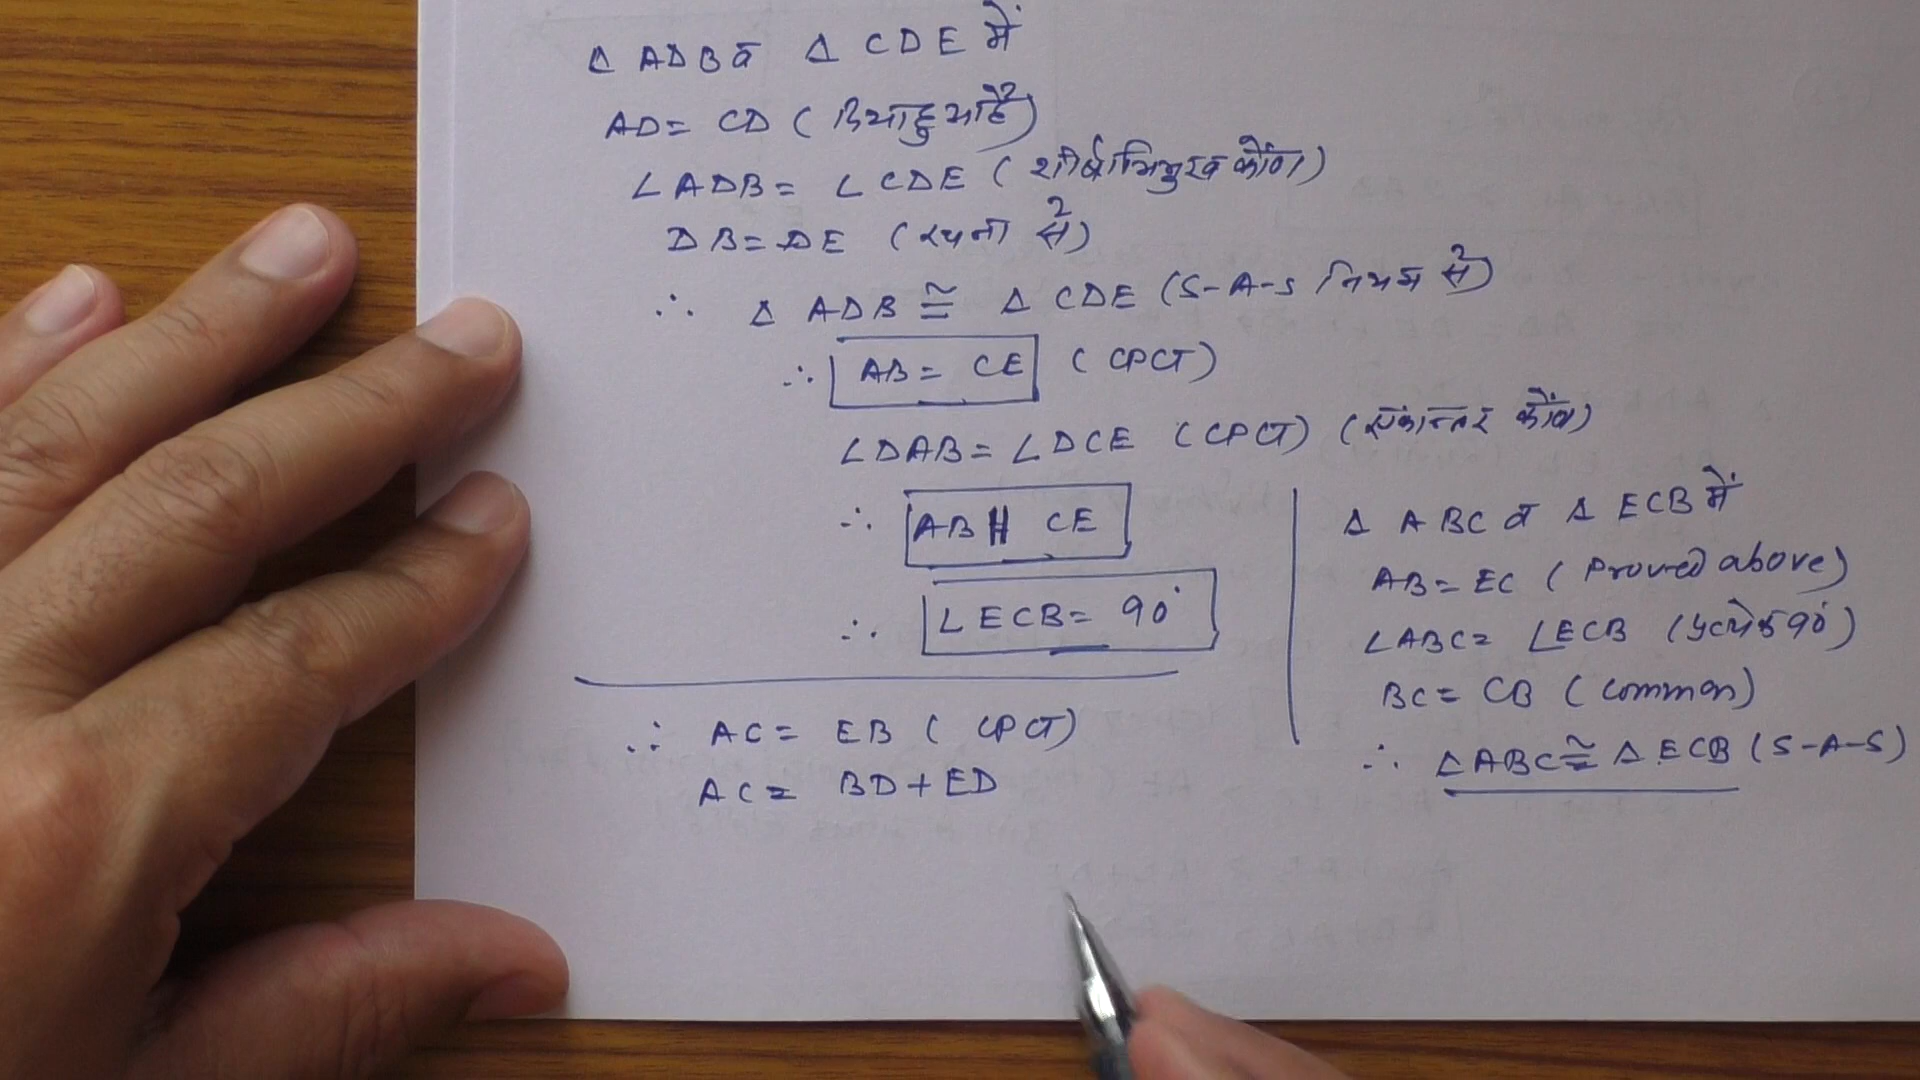 Δ ADB व Δ CDE में
AD = CD (दिया हुआ है)
∠ADB = ∠CDE (शीर्षाभिमुख कोण)
DB = DE (रचना से)
∴ Δ ADB ≅ Δ CDE (S-A-S नियम से)
∴ AB = CE (CPCT)
∠DAB = ∠DCE (CPCT) (एकान्तर कोण)
∴ AB || CE
∴ ∠ECB = 90°
Δ ABC व Δ ECB में
AB = EC (Proved above)
∠ABC = ∠ECB (प्रत्येक 90°)
BC = CB (common)
∴ ΔABC ≅ Δ ECB (S-A-S)
∴ AC = EB (CPCT)
AC = BD + ED